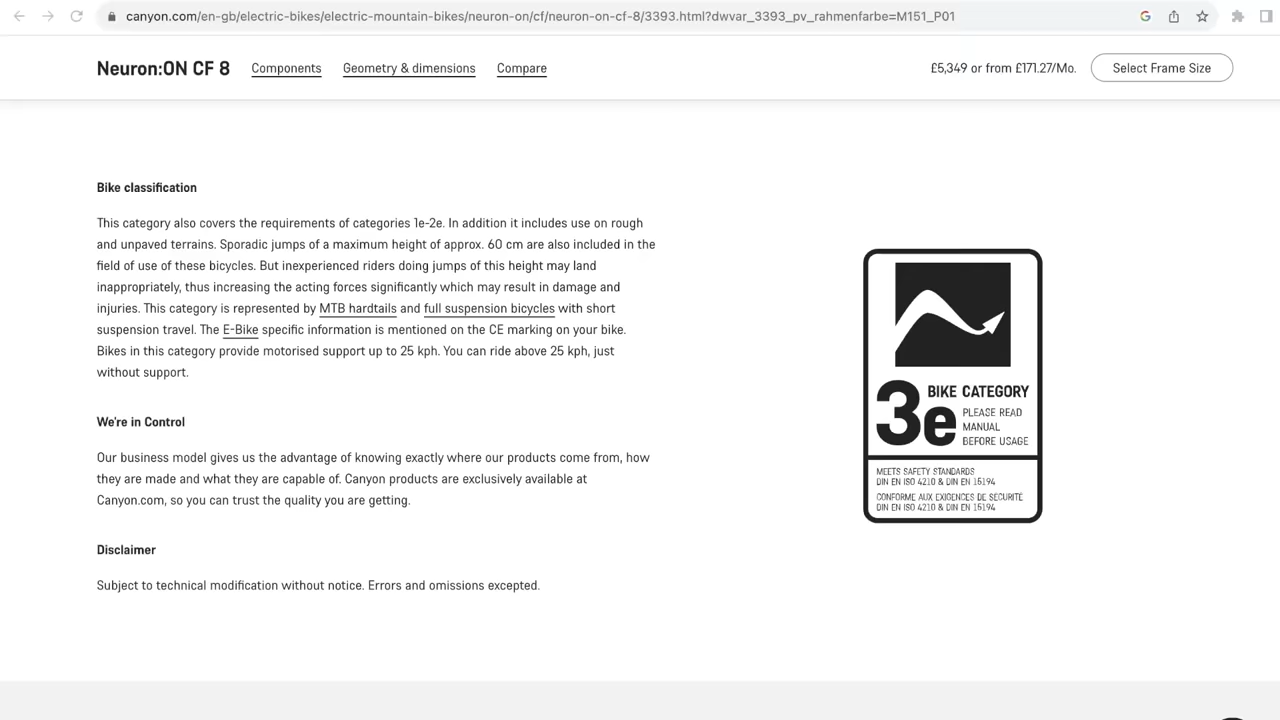 canyon.com/en-gb/electric-bikes/electric-mountain-bikes/neuron-on/cf/neuron-on-cf-8/3393.html?dwvar_3393_pv_rahmenfarbe=M151_P01
Neuron:ON CF 8 Components Geometry & dimensions Compare £5,349 or from £171.27/Mo. Select Frame Size
Bike classification
This category also covers the requirements of categories 1e-2e. In addition it includes use on rough
and unpaved terrains. Sporadic jumps of a maximum height of approx. 60 cm are also included in the
field of use of these bicycles. But inexperienced riders doing jumps of this height may land
inappropriately, thus increasing the acting forces significantly which may result in damage and
injuries. This category is represented by MTB hardtails and full suspension bicycles with short
suspension travel. The E-Bike specific information is mentioned on the CE marking on your bike.
Bikes in this category provide motorised support up to 25 kph. You can ride above 25 kph, just
without support.
We're in Control
Our business model gives us the advantage of knowing exactly where our products come from, how
they are made and what they are capable of. Canyon products are exclusively available at
Canyon.com, so you can trust the quality you are getting.
Disclaimer
Subject to technical modification without notice. Errors and omissions excepted.
3e BIKE CATEGORY
PLEASE READ
MANUAL
BEFORE USAGE
MEETS SAFETY STANDARDS
DIN EN ISO 4210 & DIN EN 15194
CONFORME AUX EXIGENCES DE SÉCURITÉ
DIN EN ISO 4210 & DIN EN 15194